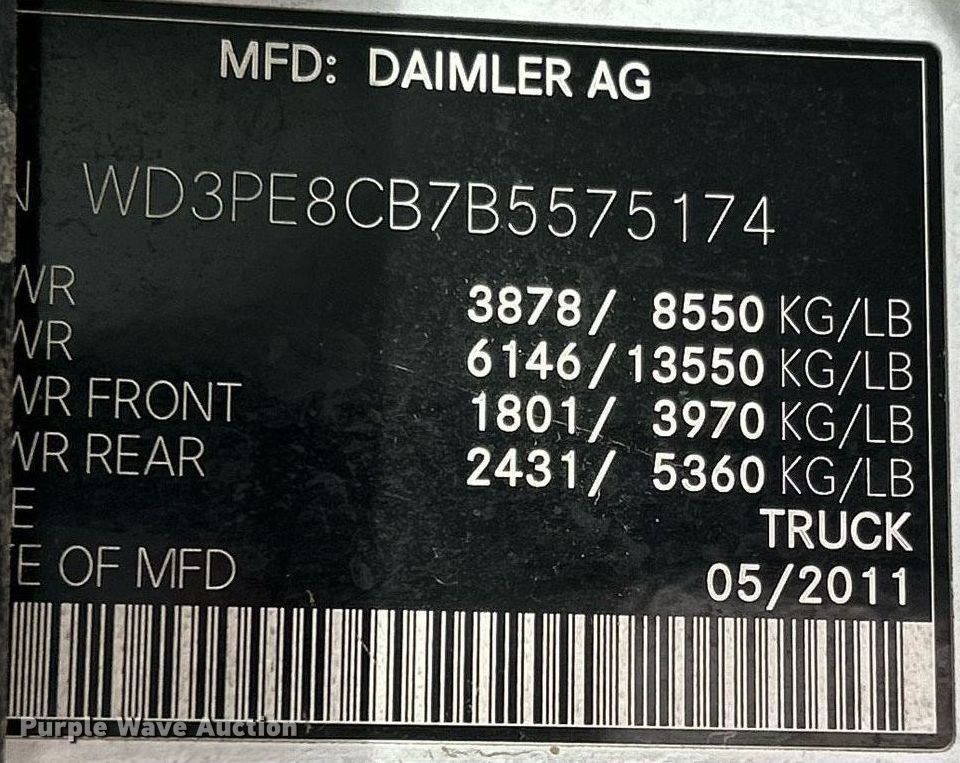 MFD: DAIMLER AG
N WD3PE8CB7B5575174
WR 3878/ 8550 KG/LB
WR 6146/13550 KG/LB
WR FRONT 1801/ 3970 KG/LB
WR REAR 2431/ 5360 KG/LB
E TRUCK
TE OF MFD 05/2011
Purple Wave Auction